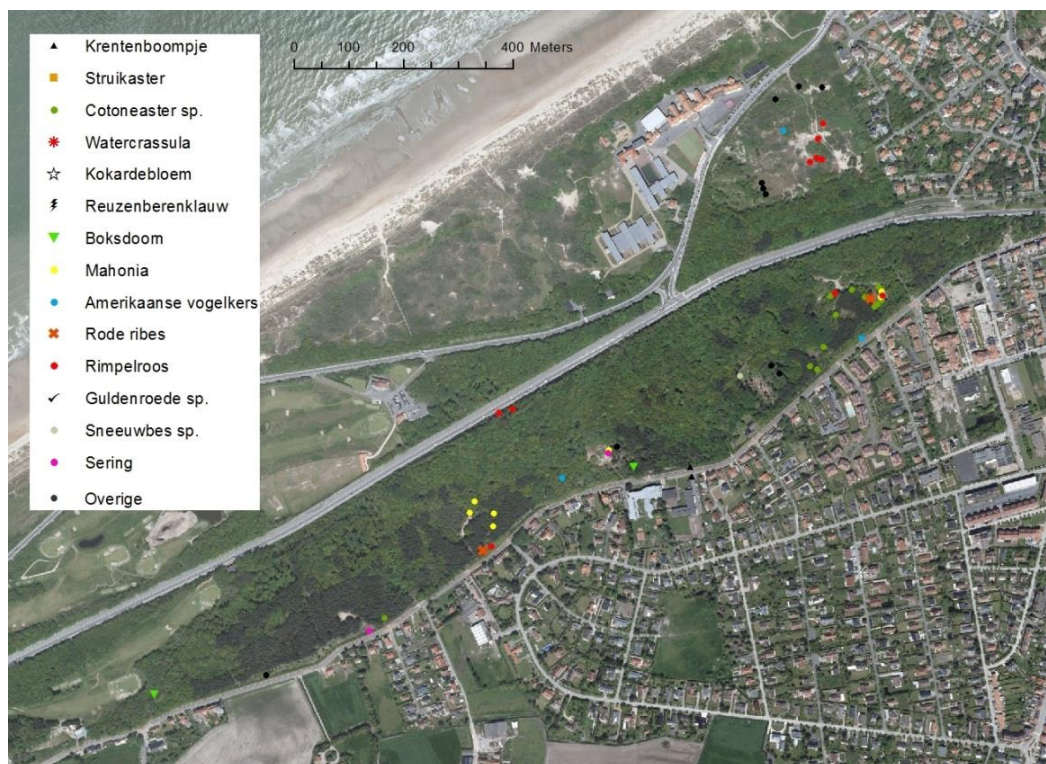 Krentenboompje
Struikaster
Cotoneaster sp.
Watercrassula
Kokardebloem
Reuzenberenklauw
Boksdoorn
Mahonia
Amerikaanse vogelkers
Rode ribes
Rimpelroos
Guldenroede sp.
Sneeuwbes sp.
Sering
Overige
0 100 200 400 Meters